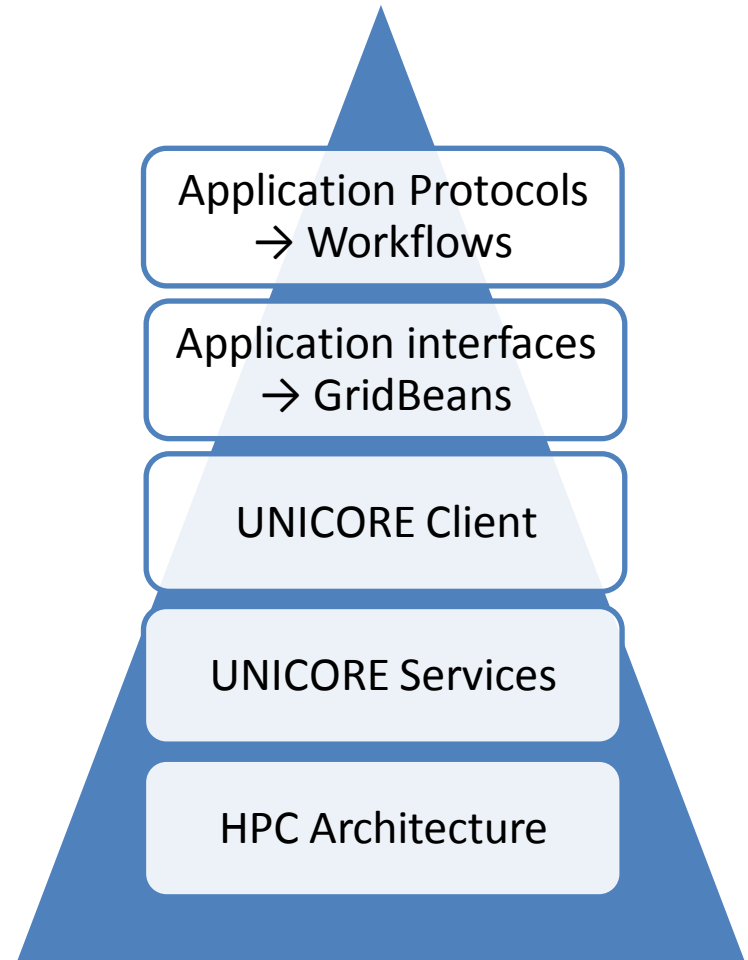 Application Protocols
→ Workflows
Application interfaces
→ GridBeans
UNICORE Client
UNICORE Services
HPC Architecture